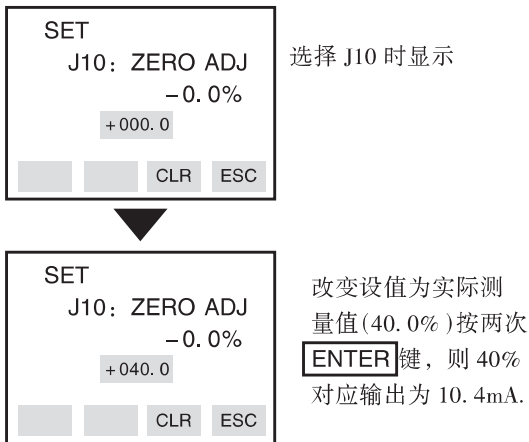 SET
J10：ZERO ADJ
－0. 0%
+000. 0
CLR ESC
选择 J10 时显示
SET
J10：ZERO ADJ
－0. 0%
+040. 0
CLR ESC
改变设值为实际测
量值(40. 0% )按两次
ENTER 键，则 40%
对应输出为 10. 4mA.